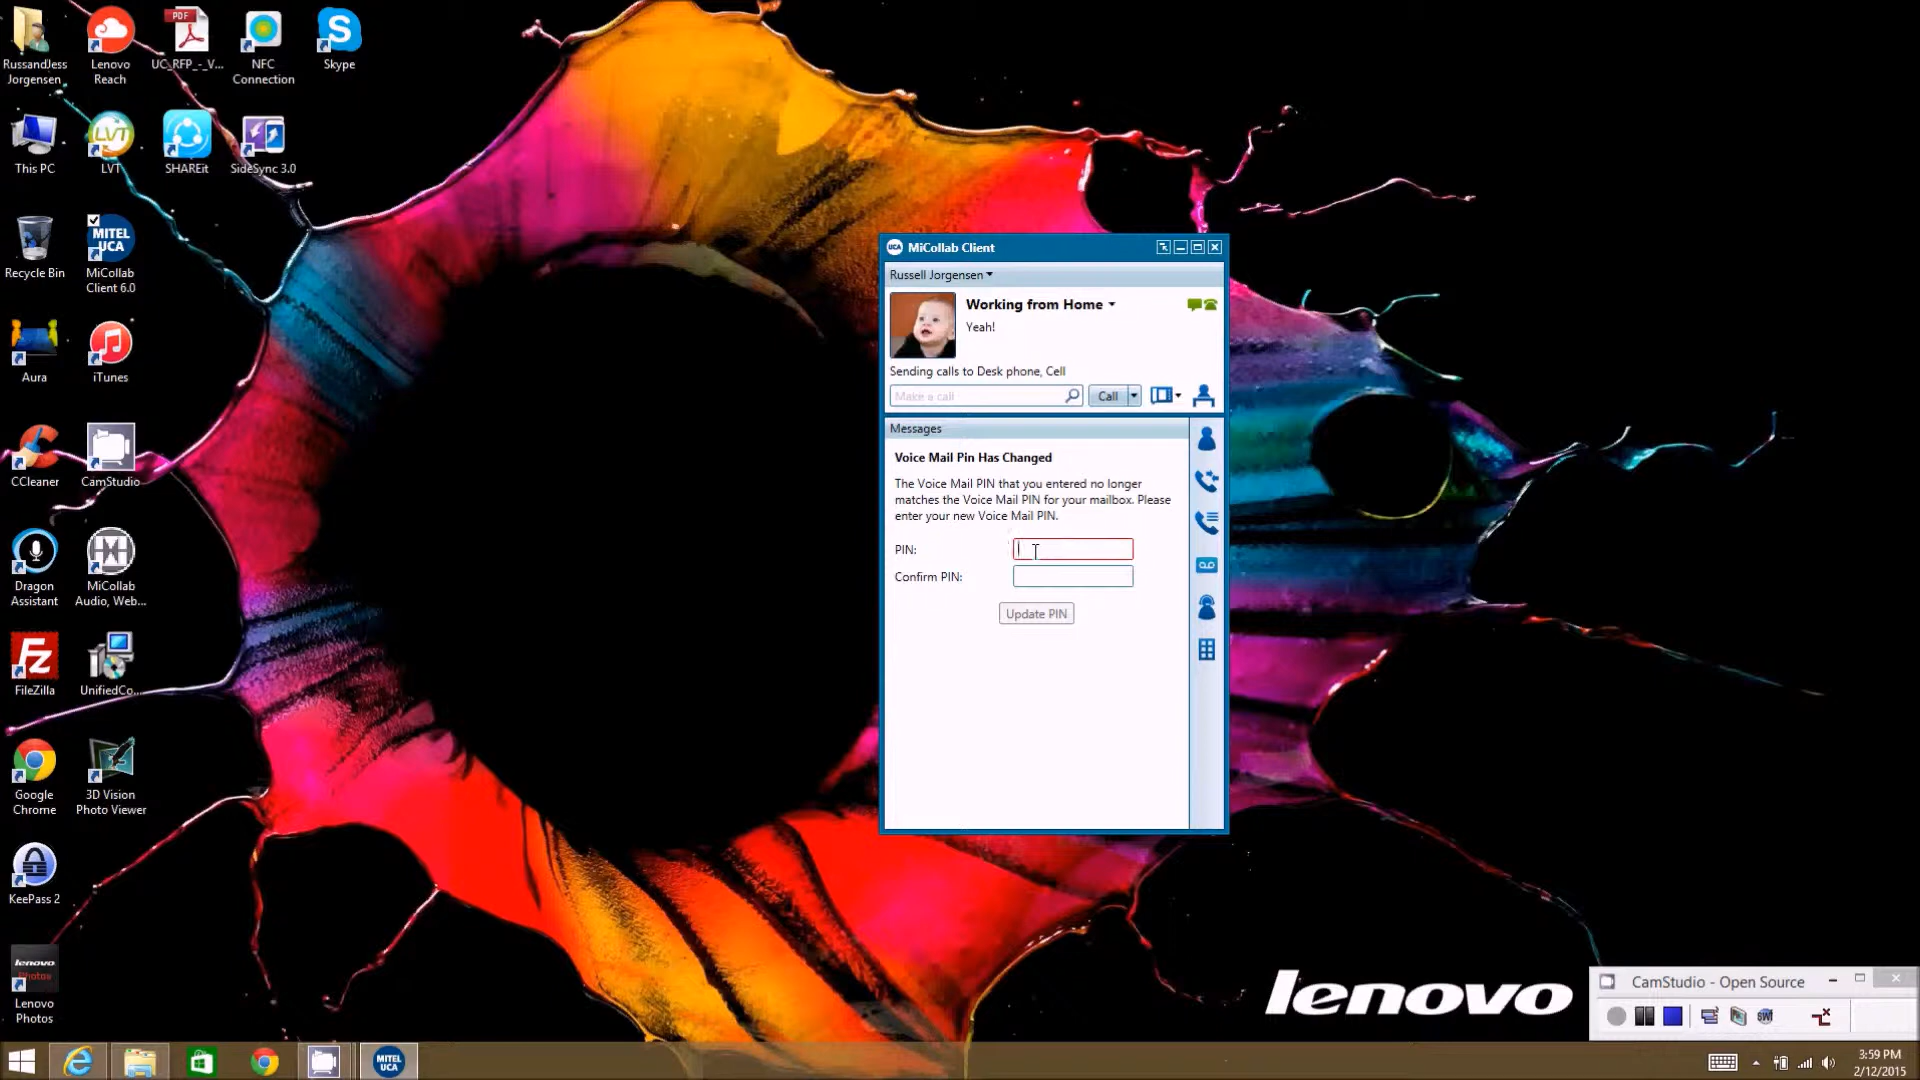 RussandJess
Jorgensen
Lenovo
Reach
PDF
UC_RFP_-_V...
NFC
Connection
Skype
This PC
LVT
LVT
SHAREit
SideSync 3.0
Recycle Bin
MITEL
UCA
MiCollab
Client 6.0
Aura
iTunes
CCleaner
CamStudio
Dragon
Assistant
MiCollab
Audio, Web...
FileZilla
UnifiedCo...
Google
Chrome
3D Vision
Photo Viewer
KeePass 2
lenovo
Photos
Lenovo
Photos
UCA
MiCollab Client
Russell Jorgensen
Working from Home
Yeah!
Sending calls to Desk phone, Cell
Make a call
Call
Messages
Voice Mail Pin Has Changed
The Voice Mail PIN that you entered no longer
matches the Voice Mail PIN for your mailbox. Please
enter your new Voice Mail PIN.
PIN:
Confirm PIN:
Update PIN
lenovo
CamStudio - Open Source
SWF
MITEL
UCA
3:59 PM
2/12/2015